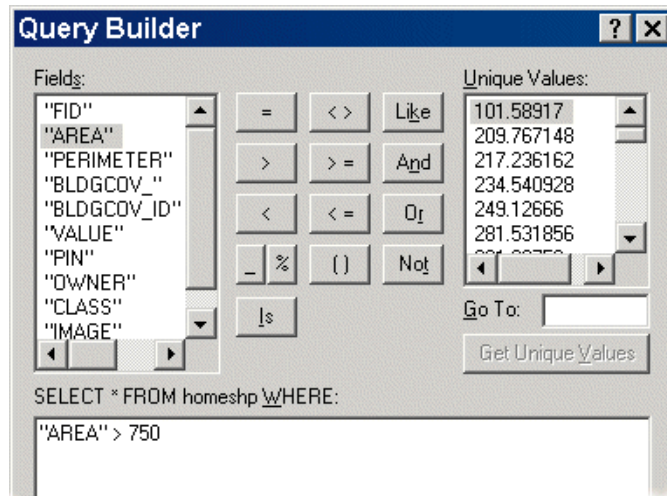 Query Builder
? X
Fields:
"FID"
"AREA"
"PERIMETER"
"BLDGCOV_"
"BLDGCOV_ID"
"VALUE"
"PIN"
"OWNER"
"CLASS"
"IMAGE"
= < > Like
> > = And
< < = Or
_ % ( ) Not
Is
Unique Values:
101.58917
209.767148
217.236162
234.540928
249.12666
281.531856
Go To:
Get Unique Values
SELECT * FROM homeshp WHERE:
"AREA" > 750